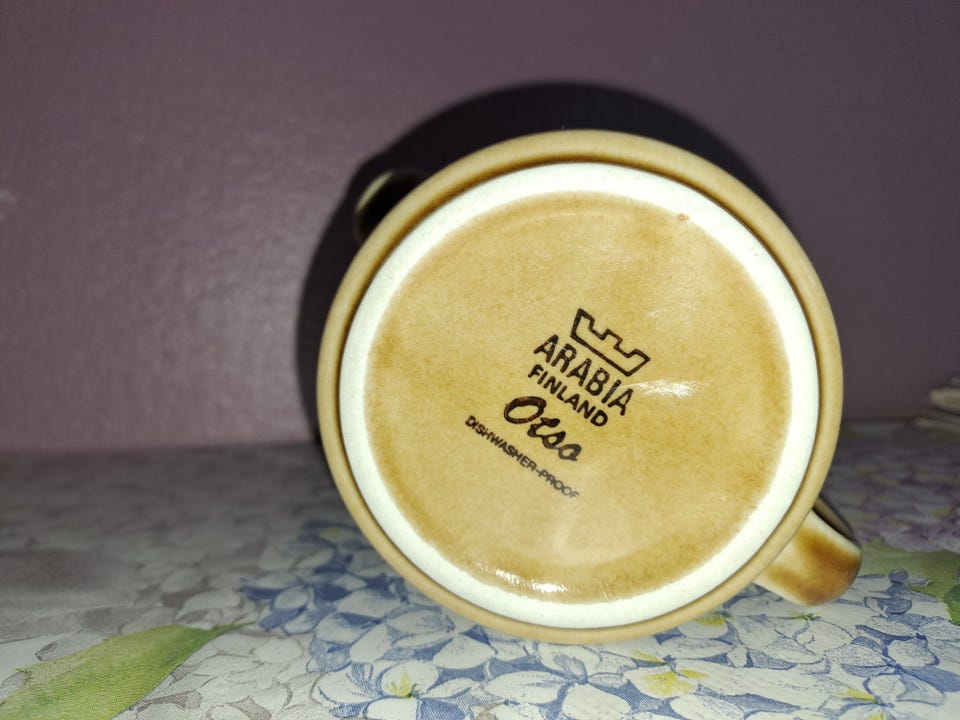 ARABIA
FINLAND
Otso
DISHWASHER-PROOF